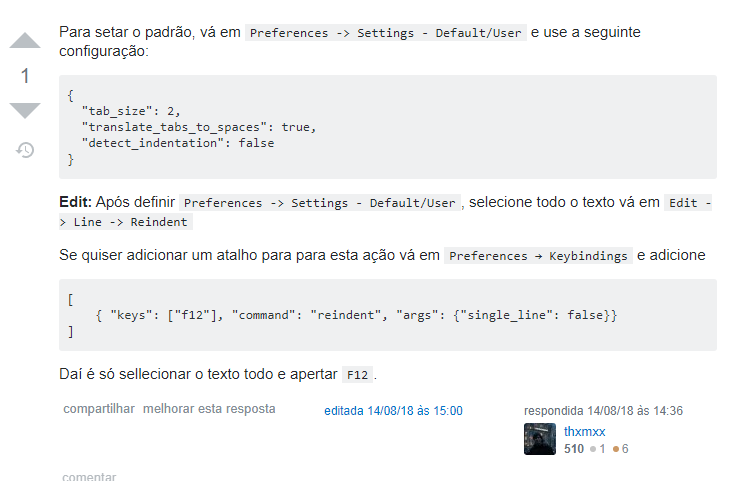 Para setar o padrão, vá em Preferences -> Settings - Default/User e use a seguinte
configuração:
1
{
  "tab_size": 2,
  "translate_tabs_to_spaces": true,
  "detect_indentation": false
}
Edit: Após definir Preferences -> Settings - Default/User, selecione todo o texto vá em Edit -
> Line -> Reindent
Se quiser adicionar um atalho para para esta ação vá em Preferences → Keybindings e adicione
[
    { "keys": ["f12"], "command": "reindent", "args": {"single_line": false}}
]
Daí é só sellecionar o texto todo e apertar F12.
compartilhar melhorar esta resposta
editada 14/08/18 às 15:00
respondida 14/08/18 às 14:36
thxmxx
510 ●1 ●6
comentar